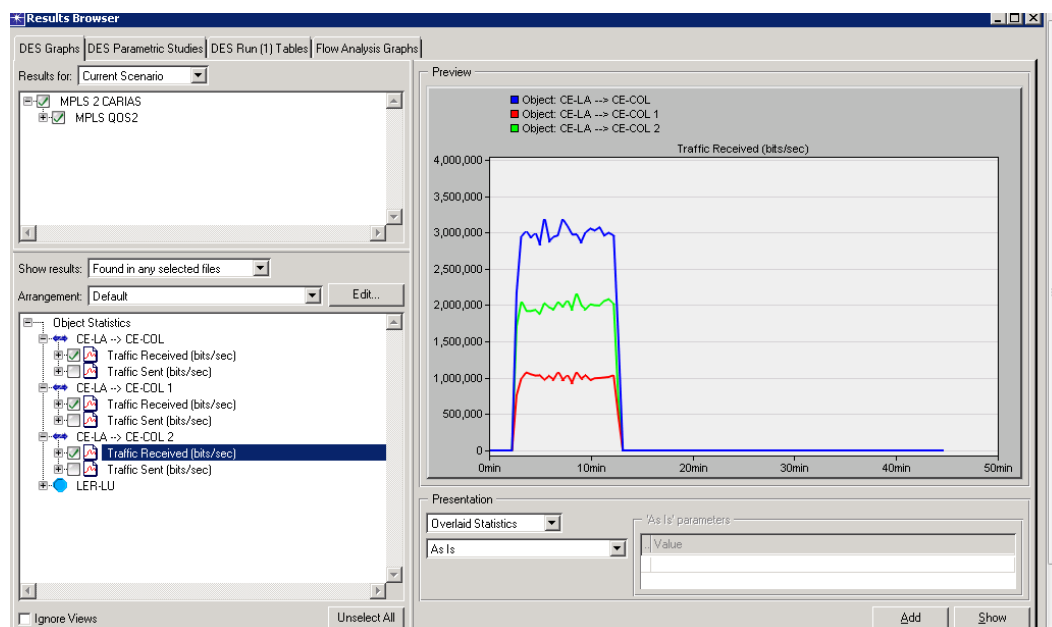 Results Browser
DES Graphs DES Parametric Studies DES Run (1) Tables Flow Analysis Graphs
Results for: Current Scenario
MPLS 2 CARIAS
MPLS QOS2
Show results: Found in any selected files
Arrangement: Default Edit...
Object Statistics
CE-LA --> CE-COL
Traffic Received (bits/sec)
Traffic Sent (bits/sec)
CE-LA --> CE-COL 1
Traffic Received (bits/sec)
Traffic Sent (bits/sec)
CE-LA --> CE-COL 2
Traffic Received (bits/sec)
Traffic Sent (bits/sec)
LER-LU
Ignore Views Unselect All
Preview
Object: CE-LA --> CE-COL
Object: CE-LA --> CE-COL 1
Object: CE-LA --> CE-COL 2
Traffic Received (bits/sec)
4,000,000
3,500,000
3,000,000
2,500,000
2,000,000
1,500,000
1,000,000
500,000
0
0min 10min 20min 30min 40min 50min
Presentation
Overlaid Statistics
As Is
'As Is' parameters
.. Value
Add Show